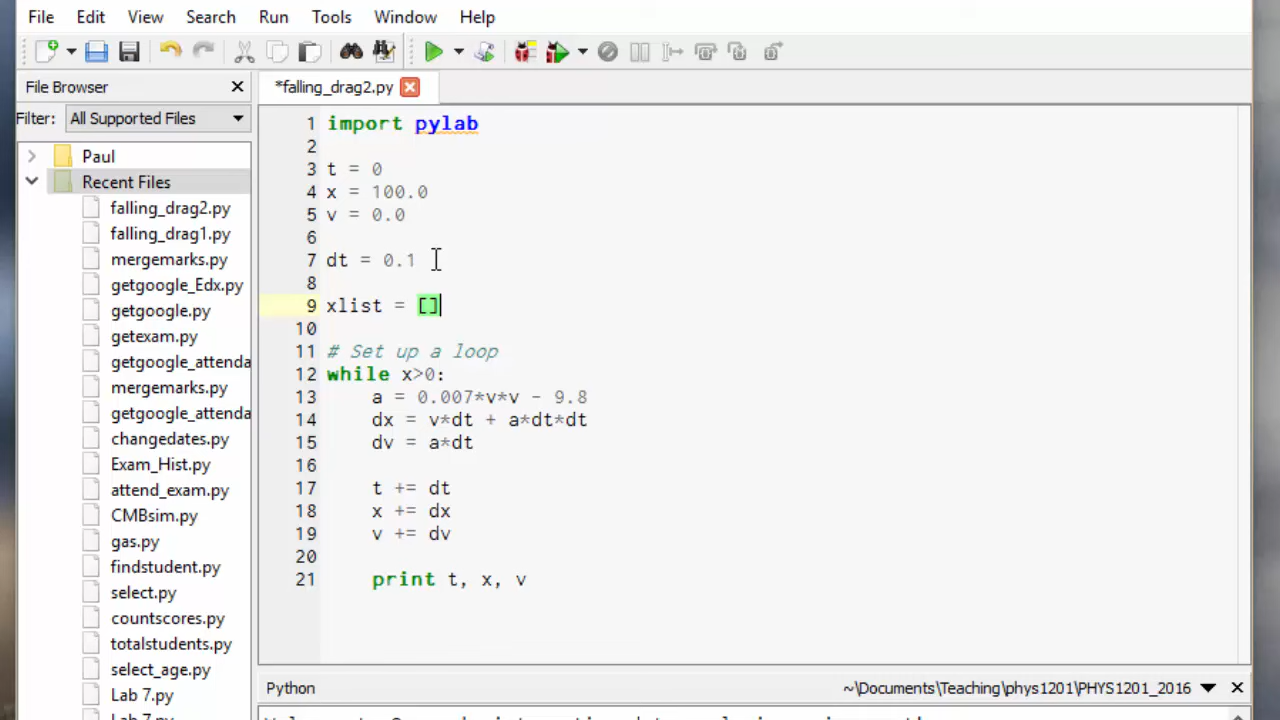 File Edit View Search Run Tools Window Help
File Browser
*falling_drag2.py
Filter: All Supported Files
Paul
Recent Files
falling_drag2.py
falling_drag1.py
mergemarks.py
getgoogle_Edx.py
getgoogle.py
getexam.py
getgoogle_attenda
mergemarks.py
getgoogle_attenda
changedates.py
Exam_Hist.py
attend_exam.py
CMBsim.py
gas.py
findstudent.py
select.py
countscores.py
totalstudents.py
select_age.py
Lab 7.py
Lab 7.py
1 import pylab
2
3 t = 0
4 x = 100.0
5 v = 0.0
6
7 dt = 0.1
8
9 xlist = []
10
11 # Set up a loop
12 while x>0:
13 a = 0.007*v*v - 9.8
14 dx = v*dt + a*dt*dt
15 dv = a*dt
16
17 t += dt
18 x += dx
19 v += dv
20
21 print t, x, v
Python ~\Documents\Teaching\phys1201\PHYS1201_2016